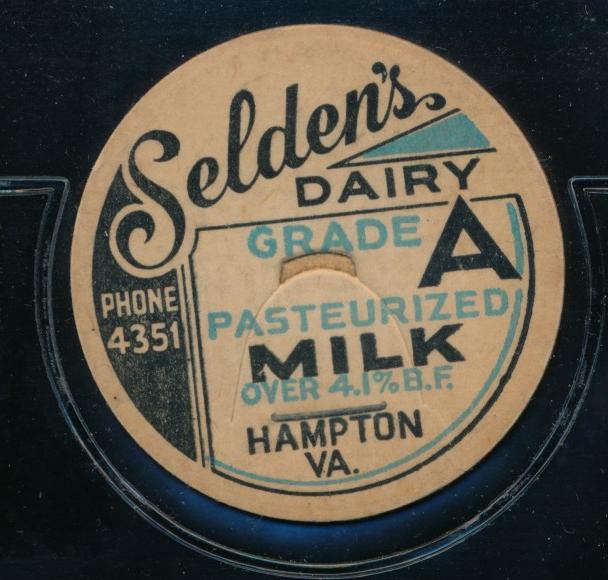 Selden's
DAIRY
GRADE A
PHONE
4351
PASTEURIZED
MILK
OVER 4.1% B.F.
HAMPTON
VA.